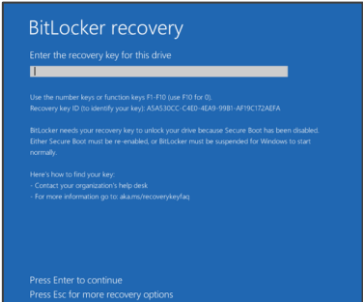 BitLocker recovery
Enter the recovery key for this drive
Use the number keys or function keys F1-F10 (use F10 for 0).
Recovery key ID (to identify your key): A5A530CC-C4ED-4EA9-99B1-AF19C172AEFA
BitLocker needs your recovery key to unlock your drive because Secure Boot has been disabled.
Either Secure Boot must be re-enabled, or BitLocker must be suspended for Windows to start
normally.
Here's how to find your key:
- Contact your organization's help desk
- For more information go to: aka.ms/recoverykeyfaq
Press Enter to continue
Press Esc for more recovery options